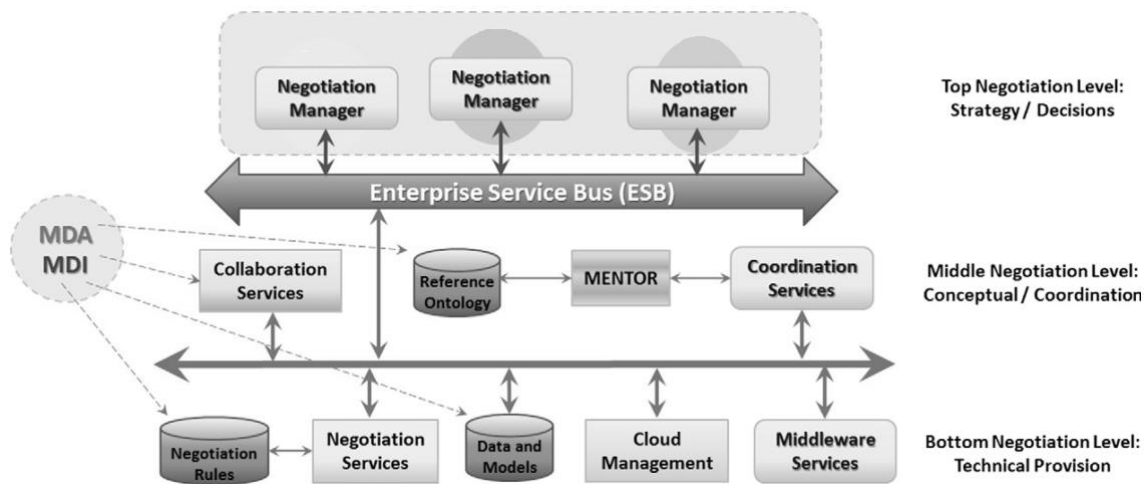 Negotiation
Manager
Negotiation
Manager
Negotiation
Manager
Top Negotiation Level:
Strategy / Decisions
Enterprise Service Bus (ESB)
MDA
MDI
Collaboration
Services
Reference
Ontology
MENTOR
Coordination
Services
Middle Negotiation Level:
Conceptual / Coordination
Negotiation
Rules
Negotiation
Services
Data and
Models
Cloud
Management
Middleware
Services
Bottom Negotiation Level:
Technical Provision